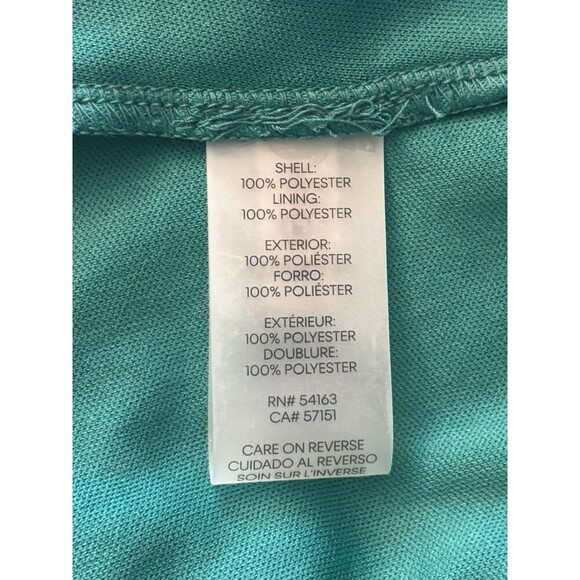 SHELL:
100% POLYESTER
LINING:
100% POLYESTER
EXTERIOR:
100% POLIÉSTER
FORRO:
100% POLIÉSTER
EXTÉRIEUR:
100% POLYESTER
DOUBLURE:
100% POLYESTER
RN# 54163
CA# 57151
CARE ON REVERSE
CUIDADO AL REVERSO
SOIN SUR L'INVERSE